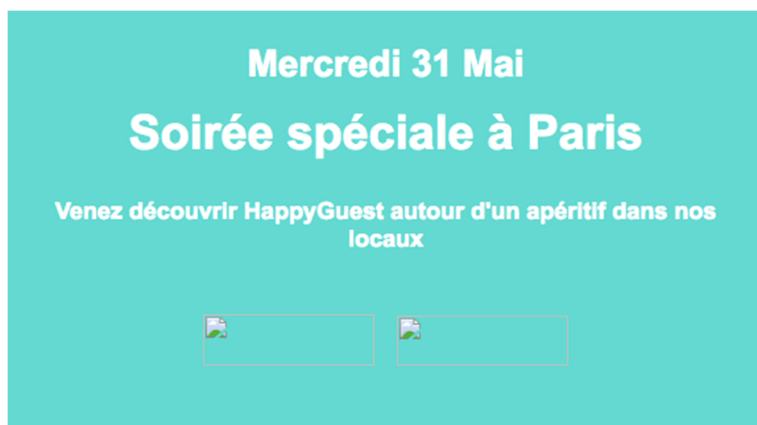 Mercredi 31 Mai
Soirée spéciale à Paris
Venez découvrir HappyGuest autour d'un apéritif dans nos
locaux